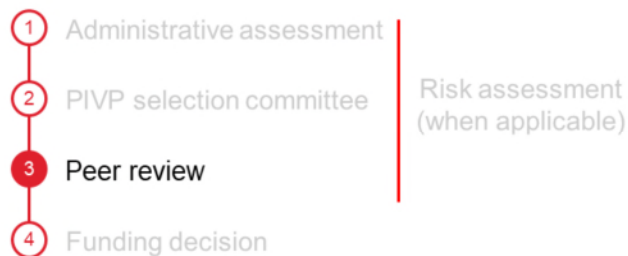 1 Administrative assessment
2 PIVP selection committee
Risk assessment
(when applicable)
3 Peer review
4 Funding decision